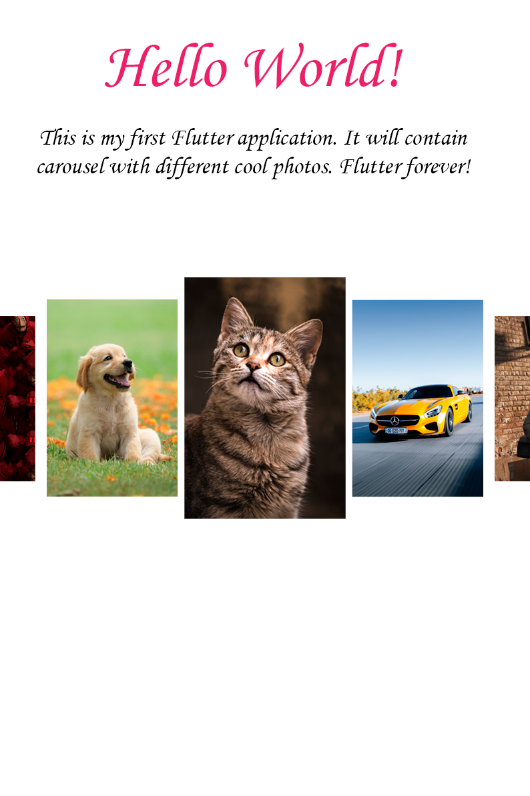 Hello World!
This is my first Flutter application. It will contain
carousel with different cool photos. Flutter forever!